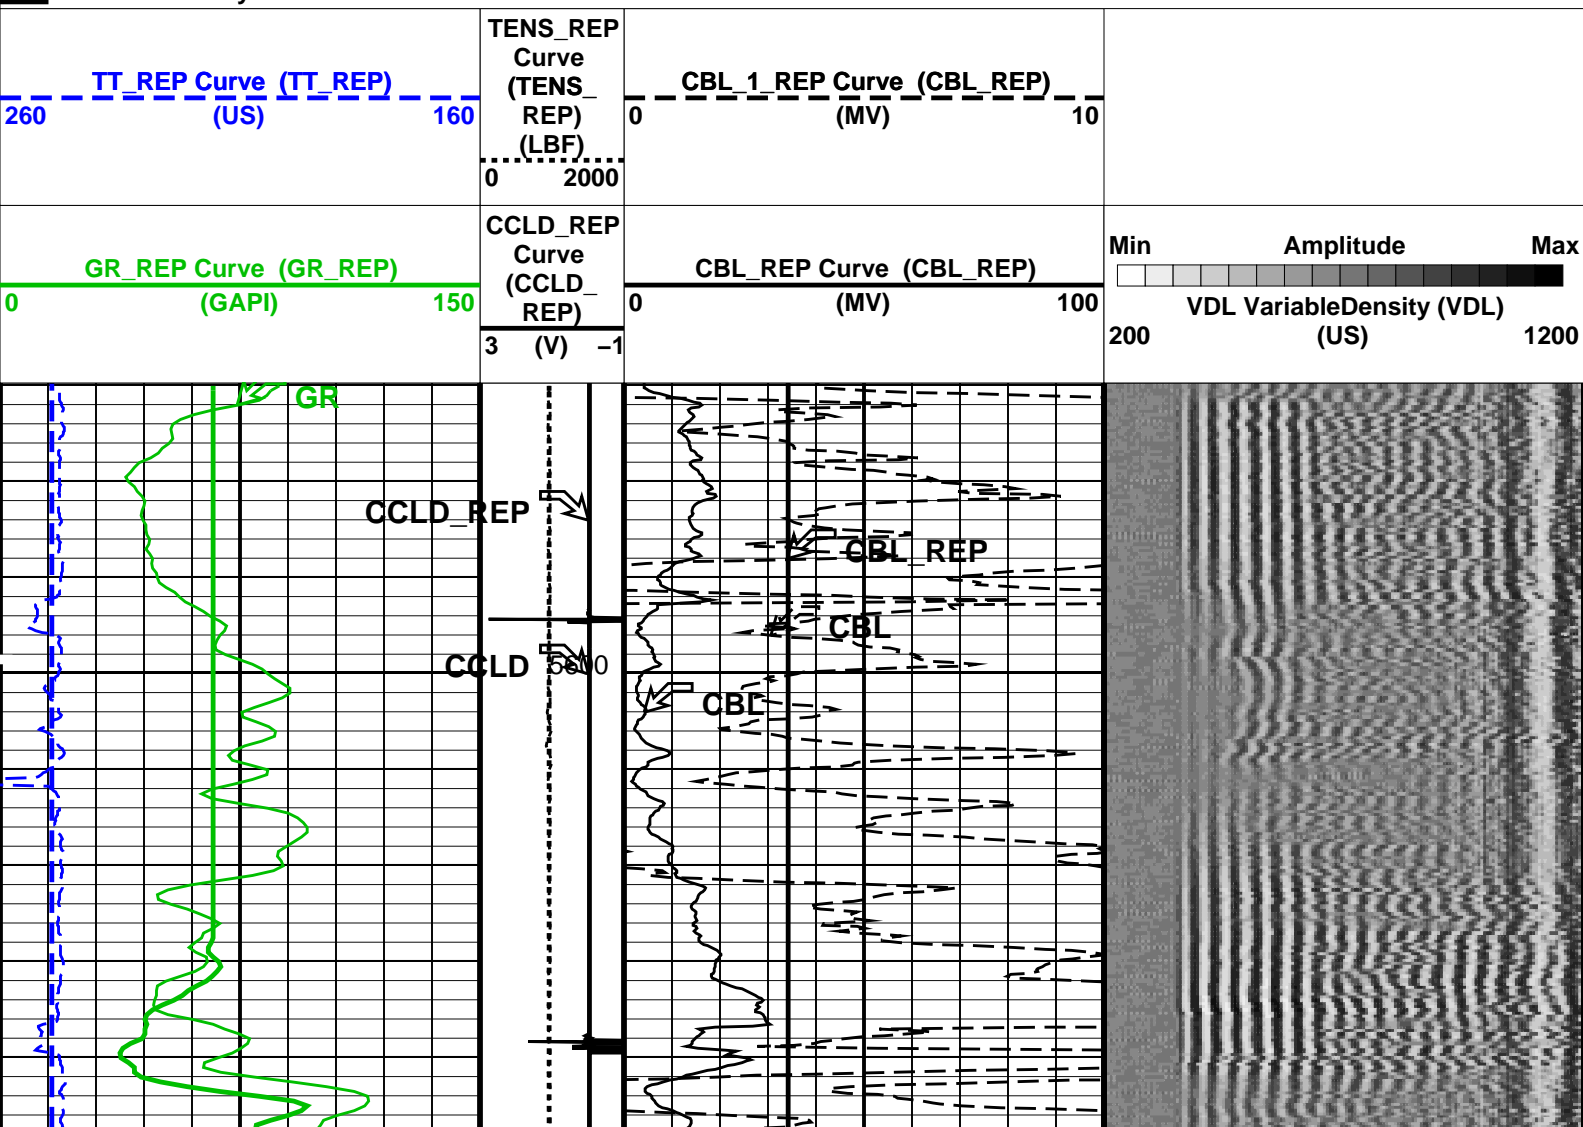 TT_REP Curve (TT_REP)
260 (US) 160
TENS_REP
Curve
(TENS_
REP)
(LBF)
0 2000
CBL_1_REP Curve (CBL_REP)
0 (MV) 10
GR_REP Curve (GR_REP)
0 (GAPI) 150
CCLD_REP
Curve
(CCLD_
REP)
3 (V) −1
CBL_REP Curve (CBL_REP)
0 (MV) 100
Min Amplitude Max
VDL VariableDensity (VDL)
200 (US) 1200
GR
CCLD_REP
CBL_REP
CBL
CCLD
CBL